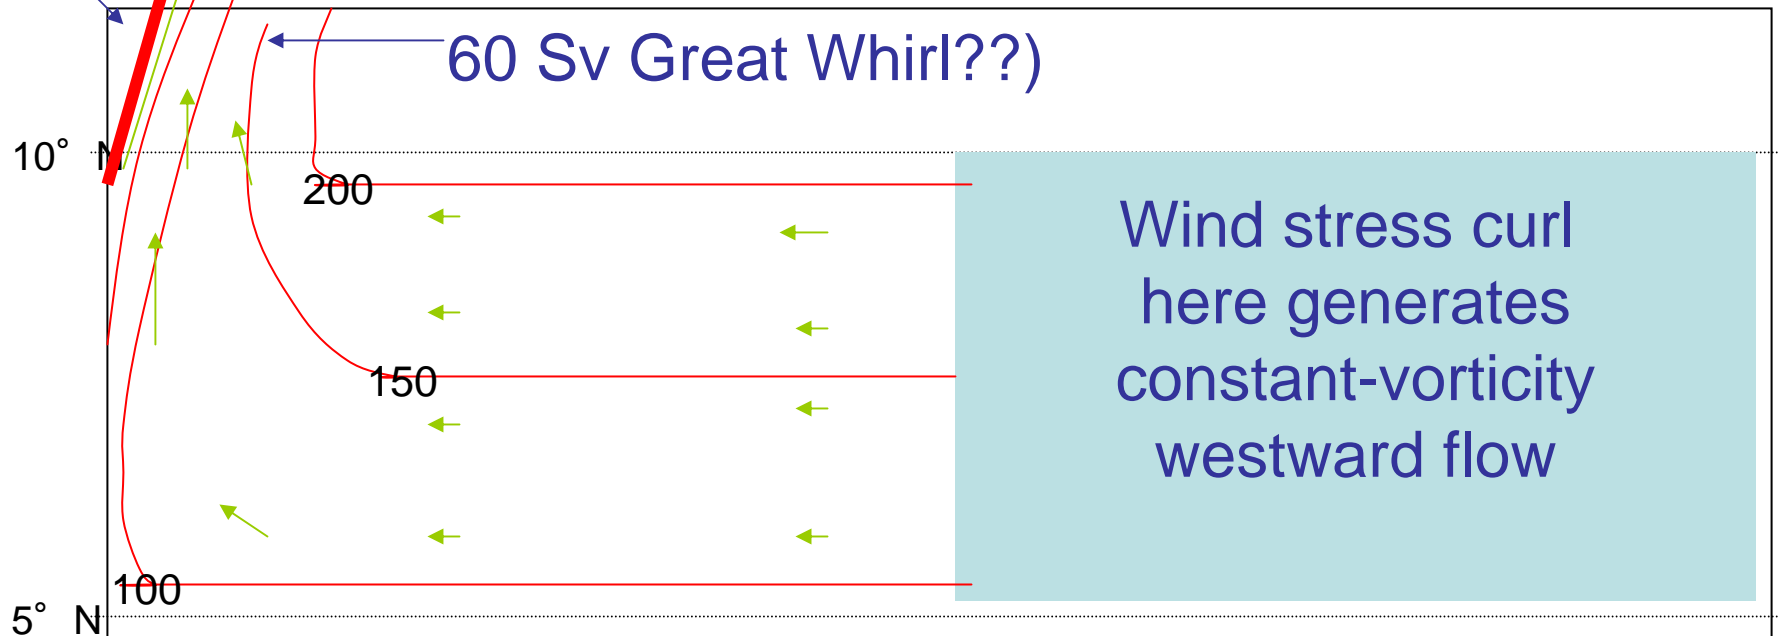 60 Sv Great Whirl??)
10° N
200
Wind stress curl
here generates
constant-vorticity
westward flow
150
100
5° N